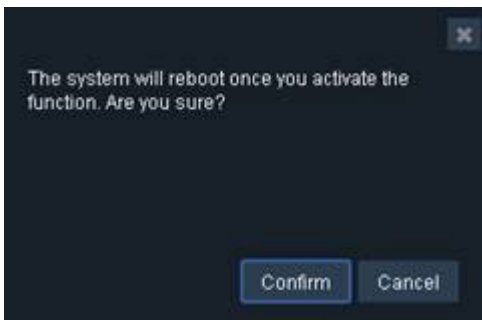 The system will reboot once you activate the
function. Are you sure?
Confirm Cancel